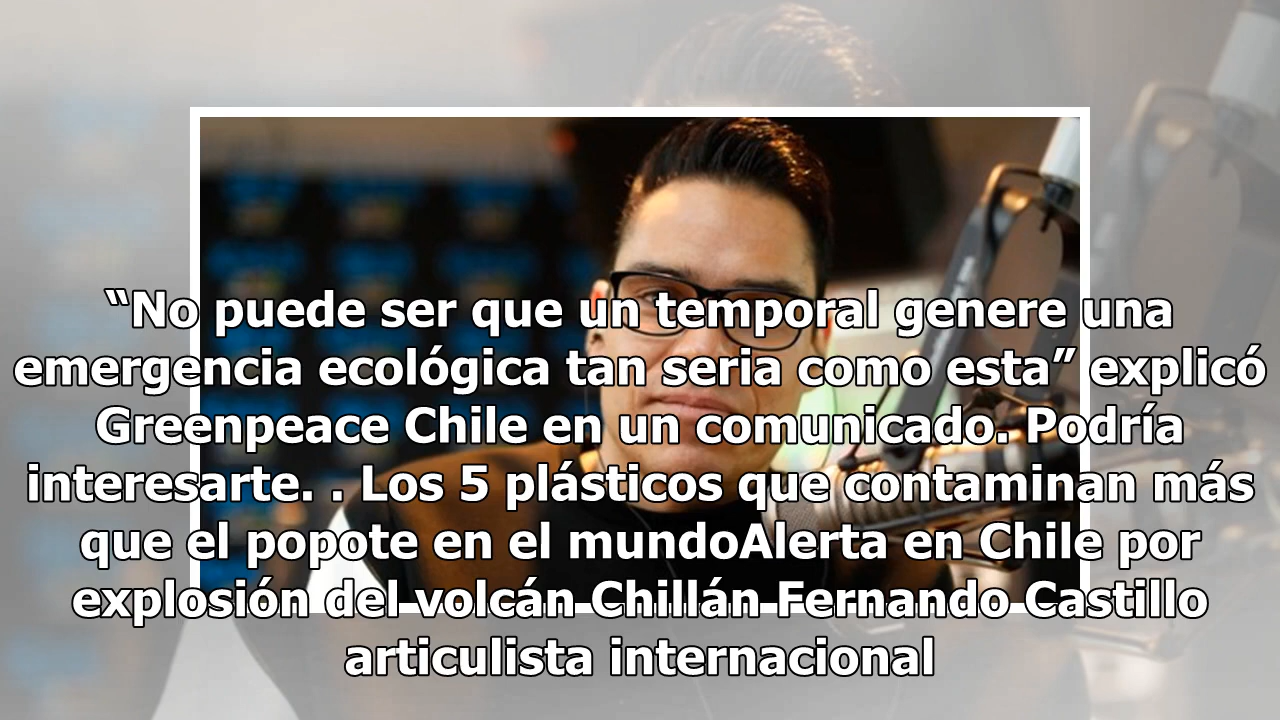 “No puede ser que un temporal genere una
emergencia ecológica tan seria como esta” explicó
Greenpeace Chile en un comunicado. Podría
interesarte. . Los 5 plásticos que contaminan más
que el popote en el mundoAlerta en Chile por
explosión del volcán Chillán Fernando Castillo
articulista internacional